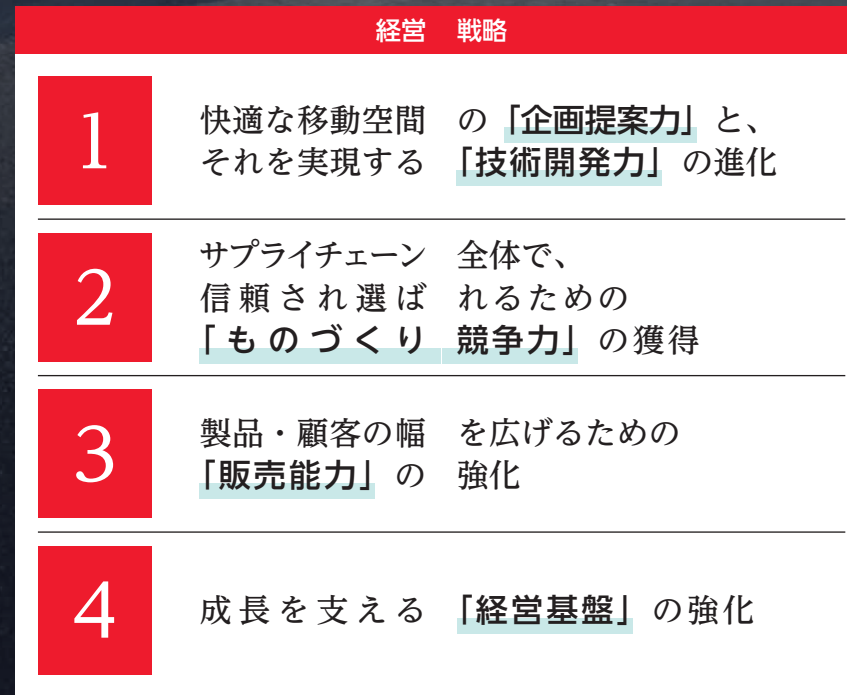 経営 戦略
1
快適な移動空間 の「企画提案力」と、
それを実現する 「技術開発力」の進化
2
サプライチェーン 全体で、
信頼され選ば れるための
「ものづくり 競争力」の獲得
3
製品・顧客の幅 を広げるための
「販売能力」の 強化
4
成長を支える 「経営基盤」の強化